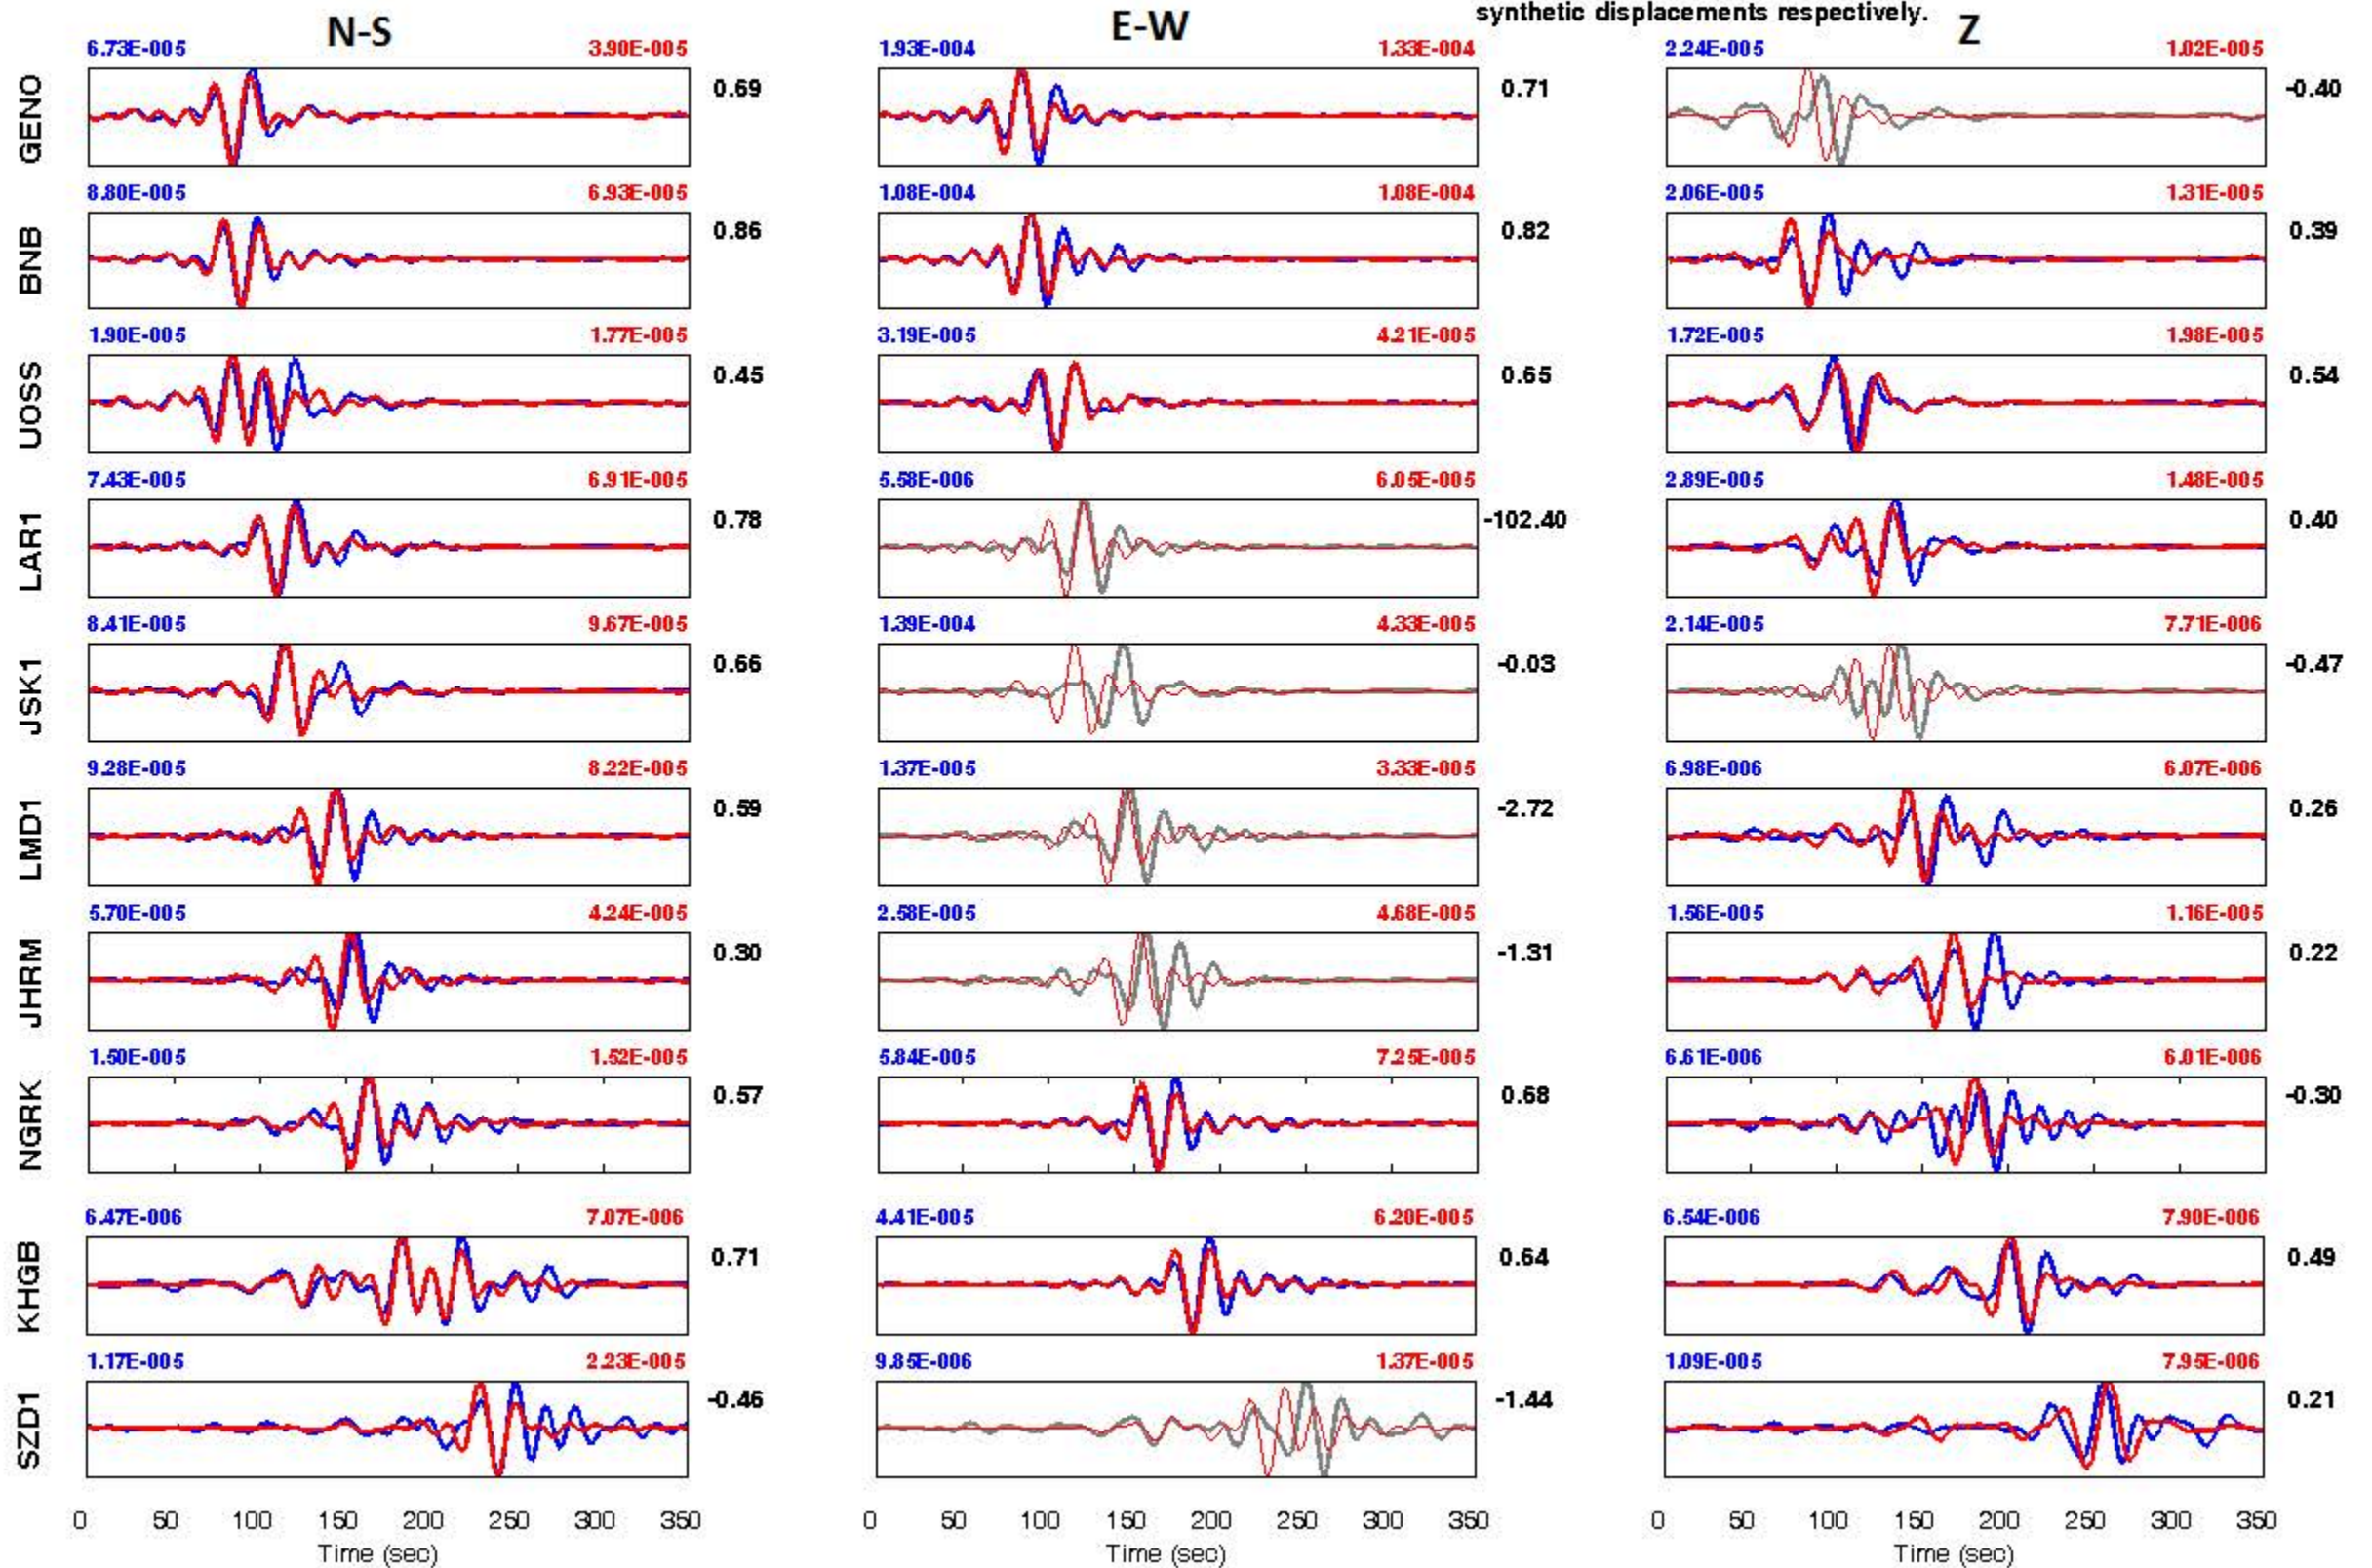 synthetic displacements respectively.
N-S E-W Z
6.73E-005 3.90E-005 1.93E-004 1.33E-004 2.24E-005 1.02E-005
GENO 0.69 0.71 -0.40
8.80E-005 6.93E-005 1.08E-004 1.08E-004 2.06E-005 1.31E-005
BNB 0.86 0.82 0.39
1.90E-005 1.77E-005 3.19E-005 4.21E-005 1.72E-005 1.98E-005
UOSS 0.45 0.65 0.54
7.43E-005 6.91E-005 5.58E-006 6.05E-005 2.89E-005 1.48E-005
LAR1 0.78 -102.40 0.40
8.41E-005 9.67E-005 1.39E-004 4.33E-005 2.14E-005 7.71E-006
JSK1 0.66 -0.03 -0.47
9.28E-005 8.22E-005 1.37E-005 3.33E-005 6.98E-006 6.07E-006
LMD1 0.59 -2.72 0.26
5.70E-005 4.24E-005 2.58E-005 4.68E-005 1.56E-005 1.16E-005
JHRM 0.30 -1.31 0.22
1.50E-005 1.52E-005 5.84E-005 7.25E-005 6.61E-006 6.01E-006
NGRK 0.57 0.68 -0.30
6.47E-006 7.07E-006 4.41E-005 6.20E-005 6.54E-006 7.90E-006
KHGB 0.71 0.64 0.49
1.17E-005 2.23E-005 9.85E-006 1.37E-005 1.09E-005 7.95E-006
SZD1 -0.46 -1.44 0.21
0 50 100 150 200 250 300 350 0 50 100 150 200 250 300 350 0 50 100 150 200 250 300 350
Time (sec) Time (sec) Time (sec)